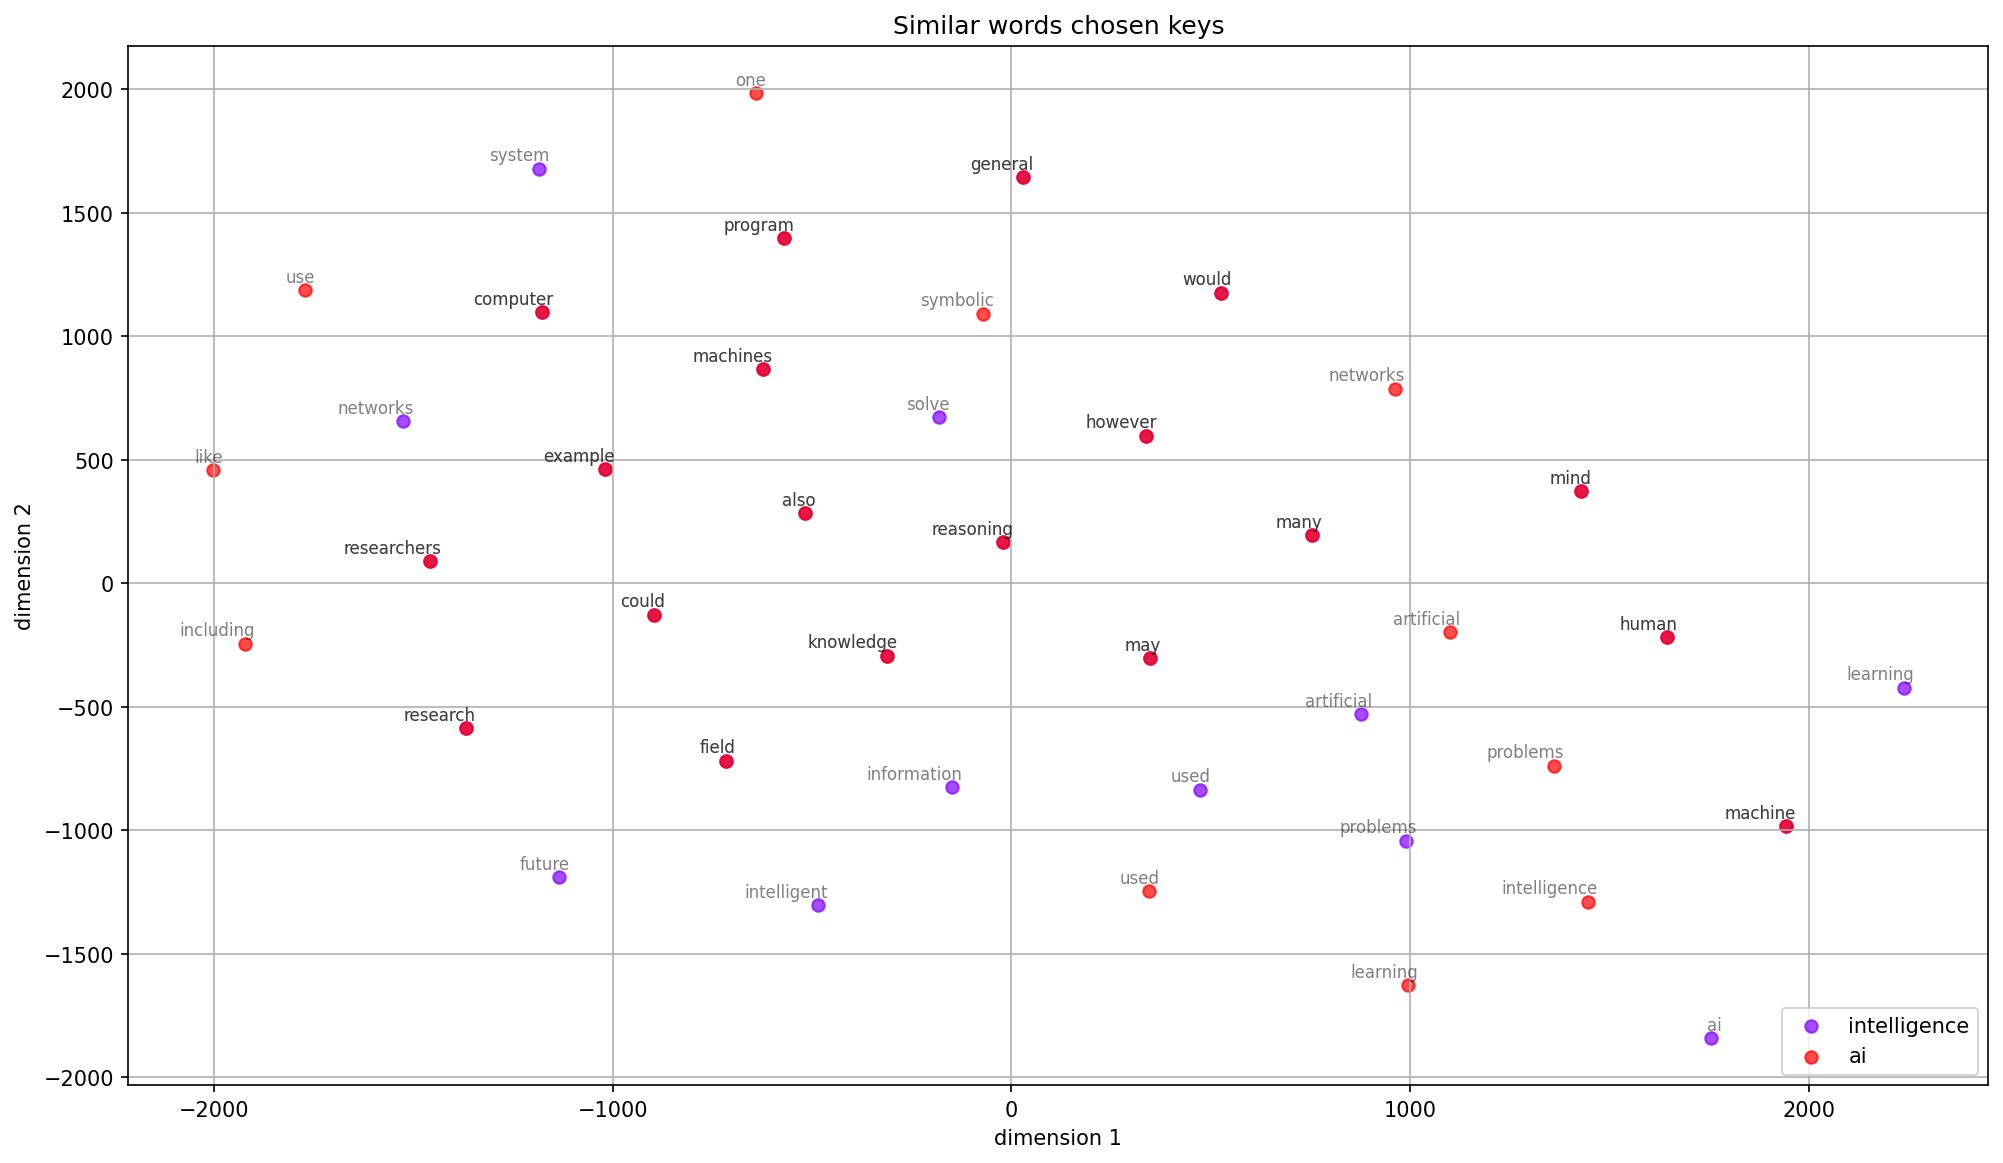 Similar words chosen keys
one
system
general
program
use
computer
would
symbolic
machines
networks
networks
solve
however
like
example
mind
also
many
reasoning
researchers
could
including
artificial
human
knowledge
may
learning
artificial
research
field
problems
information
used
machine
problems
future
intelligent
used
intelligence
learning
ai
intelligence
ai
2000
1500
1000
500
0
−500
−1000
−1500
−2000
dimension 2
−2000 −1000 0 1000 2000
dimension 1